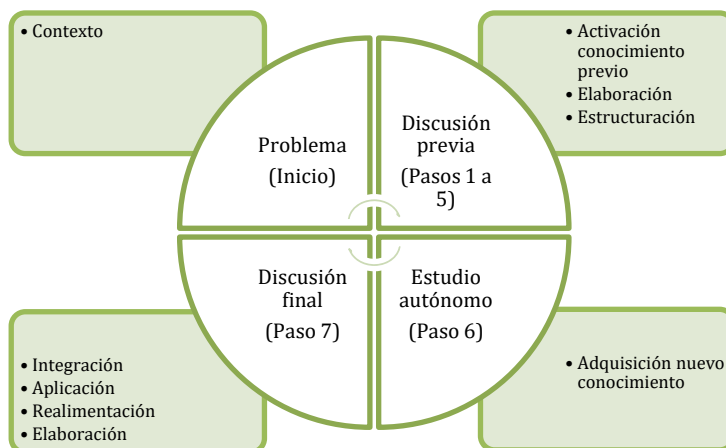 • Contexto
• Activación
conocimiento
previo
• Elaboración
• Estructuración
Problema
(Inicio)
Discusión
previa
(Pasos 1 a
5)
Discusión
final
(Paso 7)
Estudio
autónomo
(Paso 6)
• Integración
• Aplicación
• Realimentación
• Elaboración
• Adquisición nuevo
conocimiento